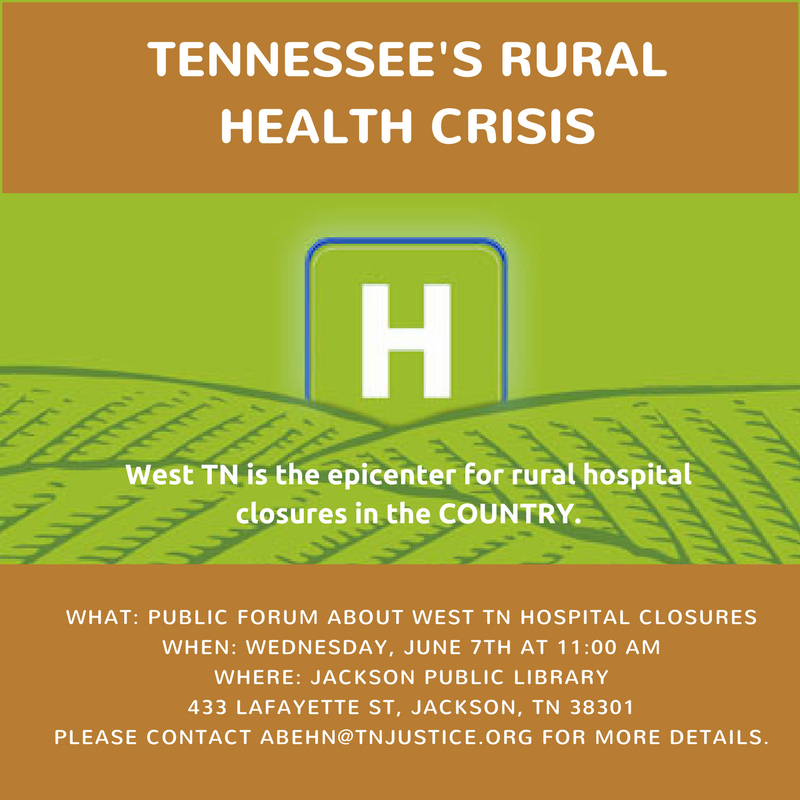 TENNESSEE'S RURAL
HEALTH CRISIS
H
West TN is the epicenter for rural hospital
closures in the COUNTRY.
WHAT: PUBLIC FORUM ABOUT WEST TN HOSPITAL CLOSURES
WHEN: WEDNESDAY, JUNE 7TH AT 11:00 AM
WHERE: JACKSON PUBLIC LIBRARY
433 LAFAYETTE ST, JACKSON, TN 38301
PLEASE CONTACT ABEHN@TNJUSTICE.ORG FOR MORE DETAILS.